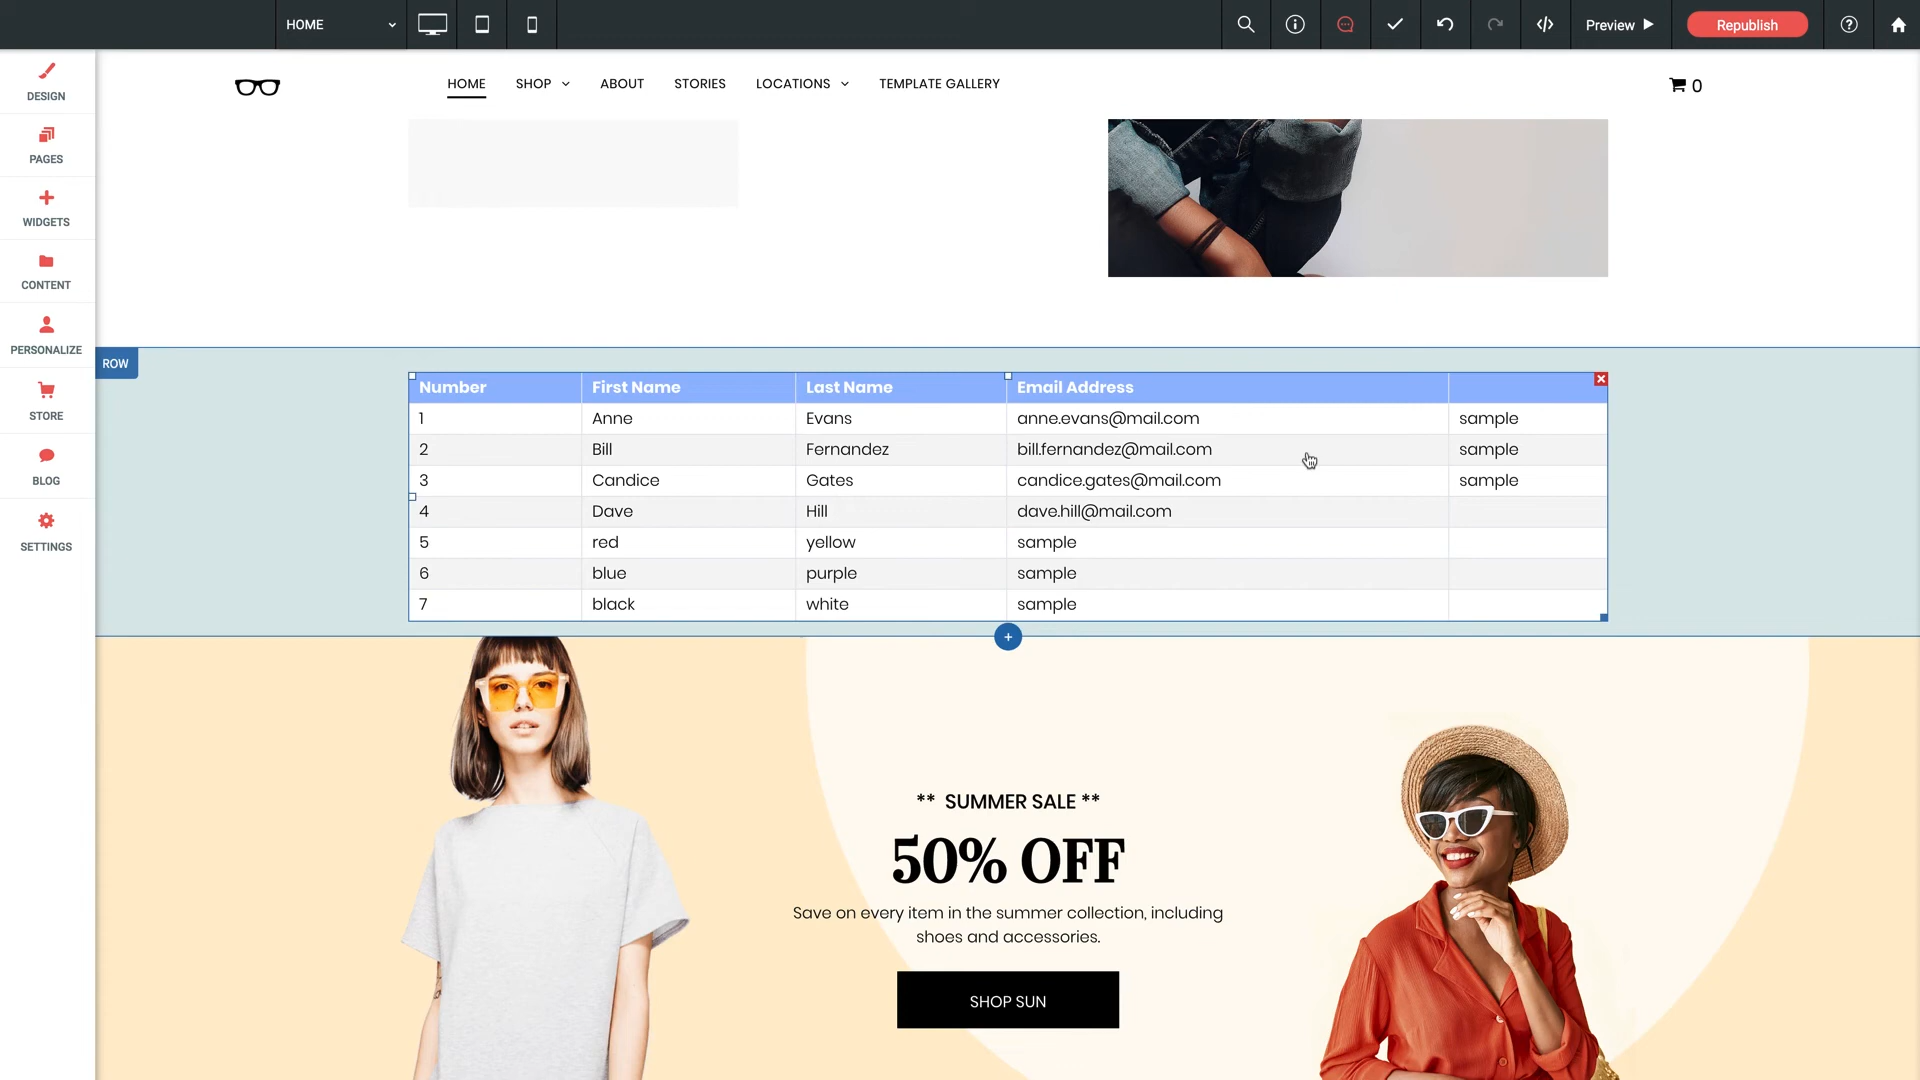 HOME
Preview
Republish
DESIGN
PAGES
WIDGETS
CONTENT
PERSONALIZE
STORE
BLOG
SETTINGS
HOME SHOP ABOUT STORIES LOCATIONS TEMPLATE GALLERY
0
ROW
Number First Name Last Name Email Address
1 Anne Evans anne.evans@mail.com sample
2 Bill Fernandez bill.fernandez@mail.com sample
3 Candice Gates candice.gates@mail.com sample
4 Dave Hill dave.hill@mail.com
5 red yellow sample
6 blue purple sample
7 black white sample
** SUMMER SALE **
50% OFF
Save on every item in the summer collection, including
shoes and accessories.
SHOP SUN